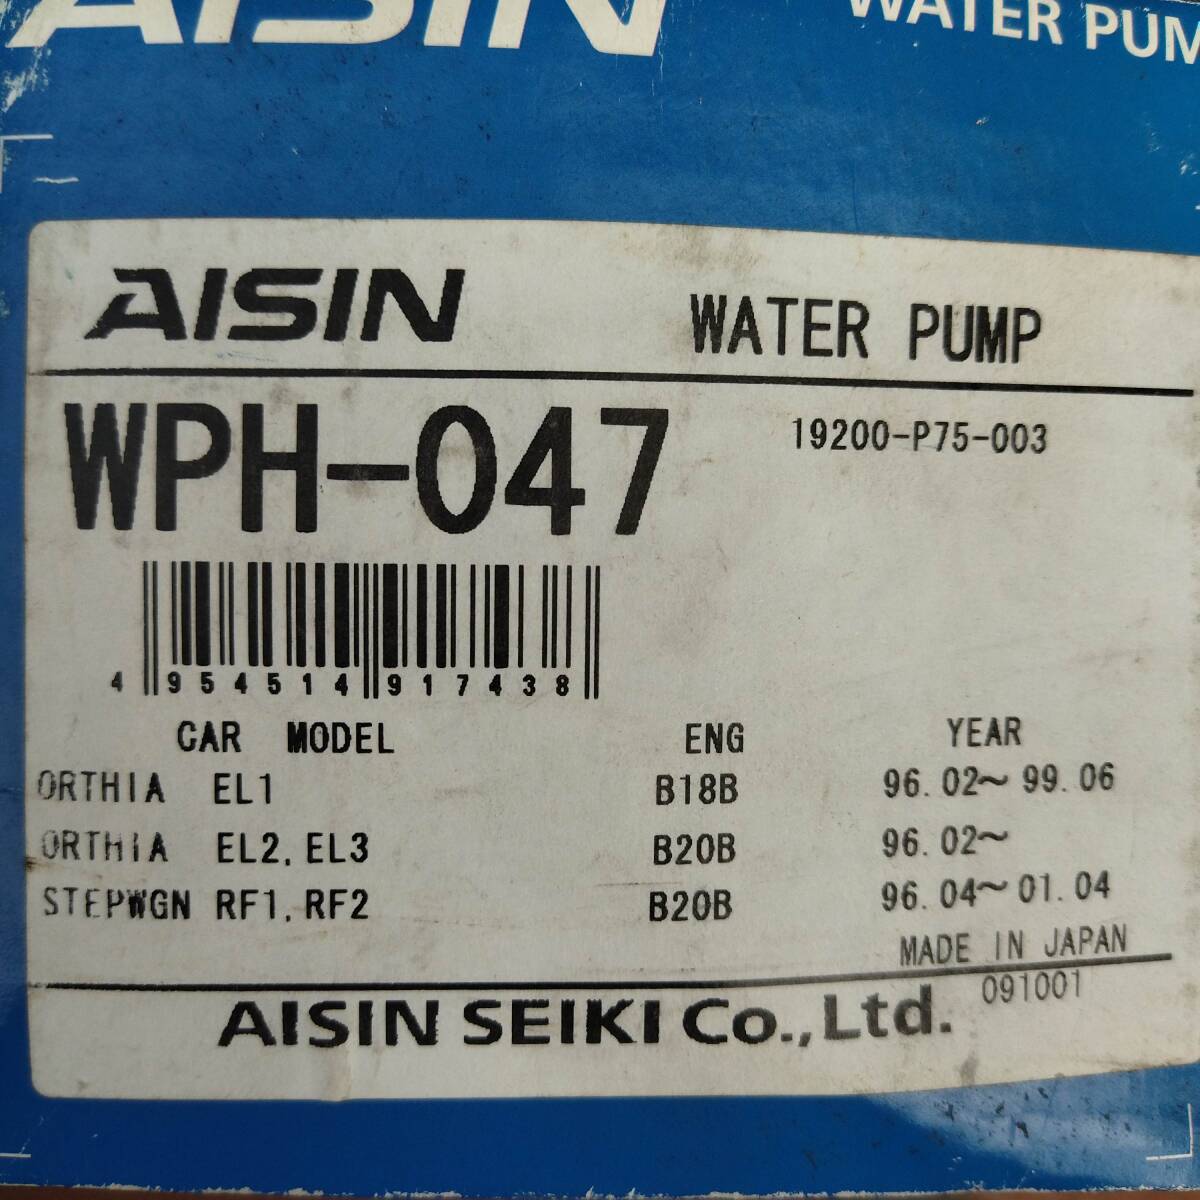 AISIN WATER PUM
AISIN WATER PUMP
WPH-047 19200-P75-003
4 954514 917438
CAR MODEL ENG YEAR
ORTHIA EL1 B18B 96.02~99.06
ORTHIA EL2,EL3 B20B 96.02~
STEPWGN RF1,RF2 B20B 96.04~01.04
MADE IN JAPAN
091001
AISIN SEIKI Co.,Ltd.